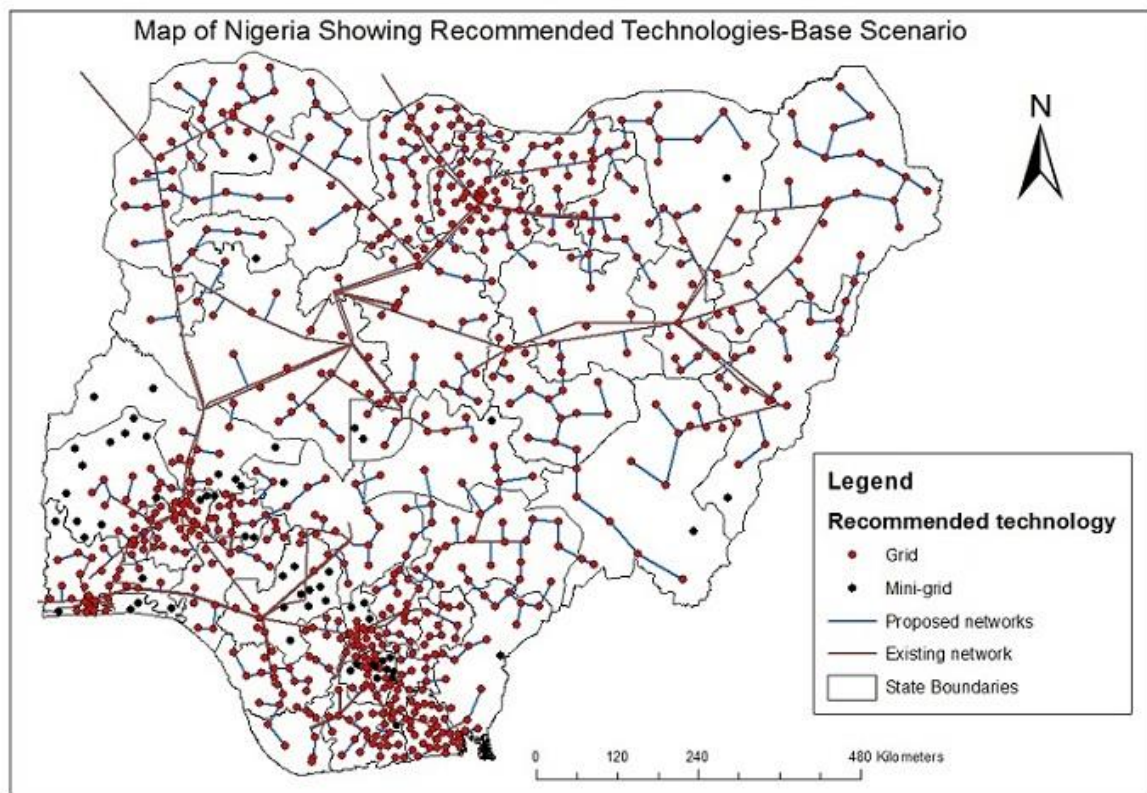 Map of Nigeria Showing Recommended Technologies-Base Scenario
N
Legend
Recommended technology
Grid
Mini-grid
Proposed networks
Existing network
State Boundaries
0 120 240 480 Kilometers